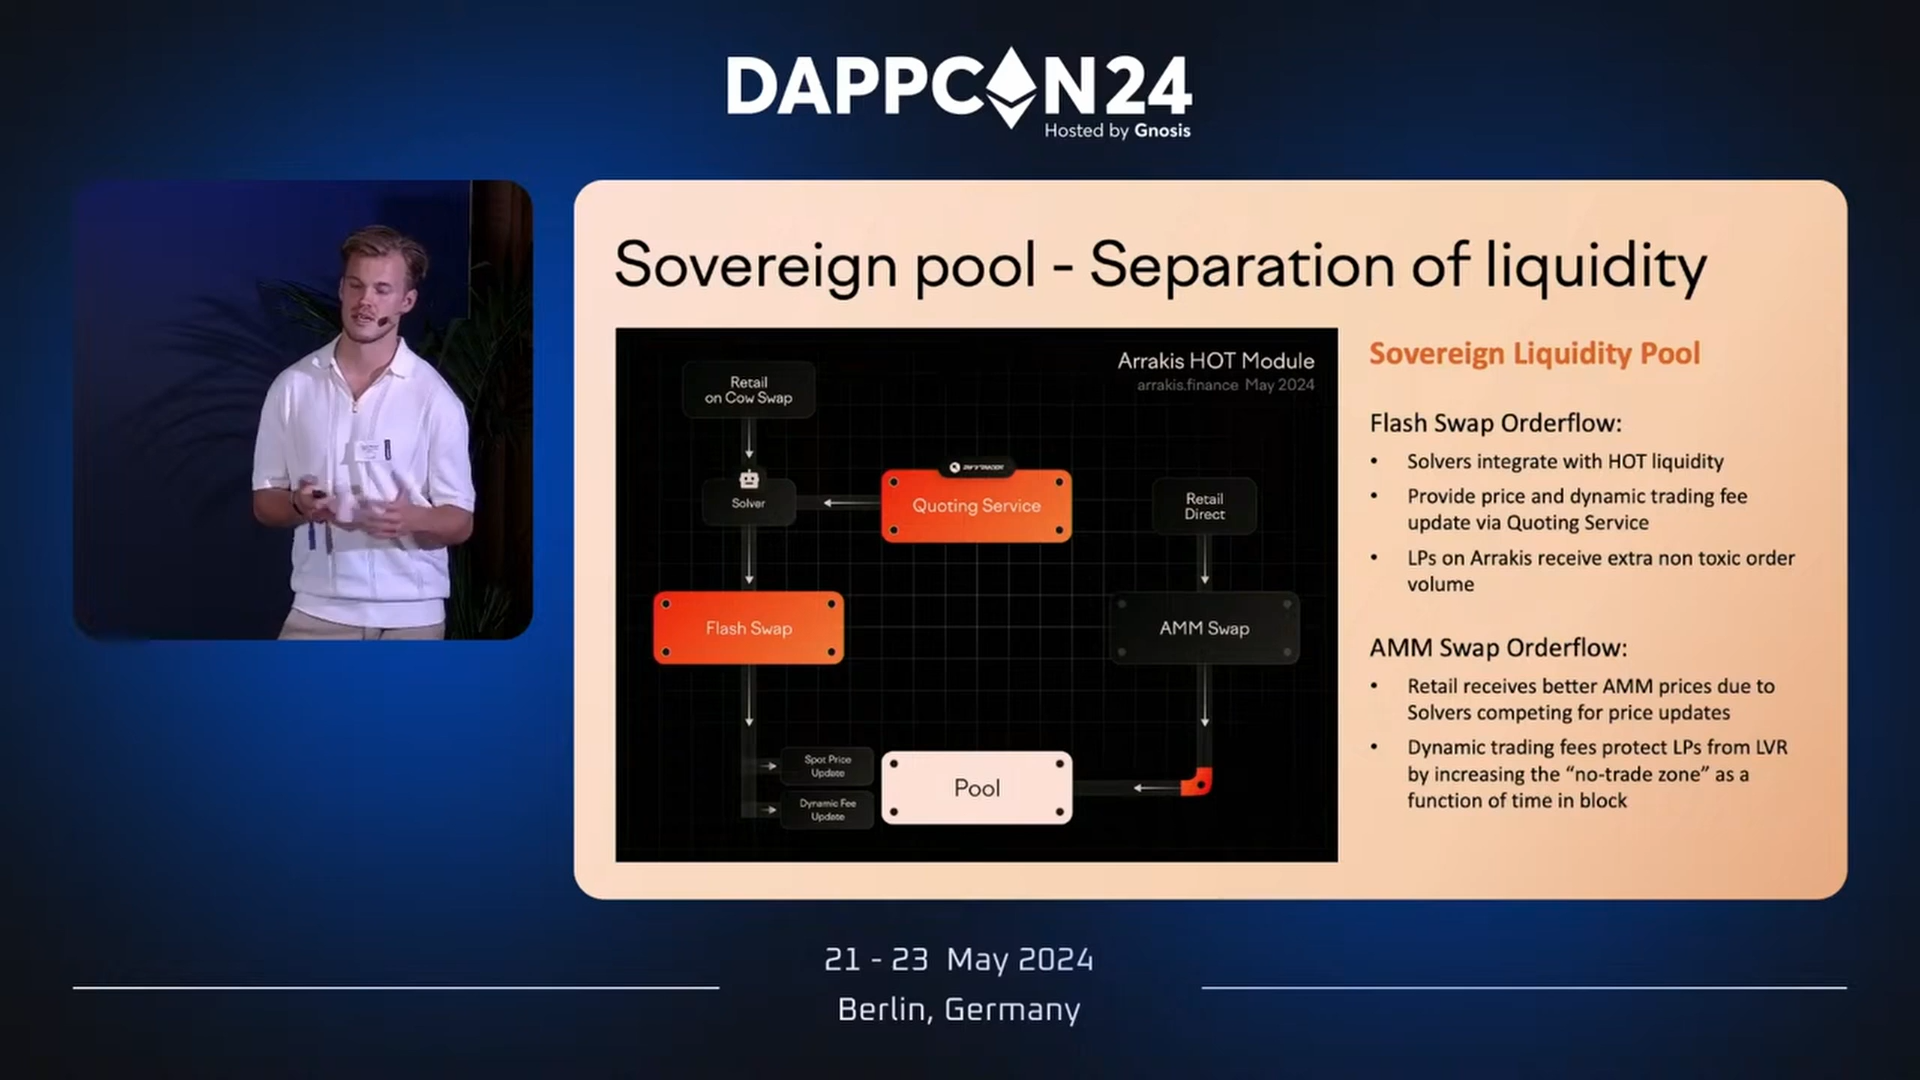 DAPPCON24
Hosted by Gnosis
Sovereign pool - Separation of liquidity
Arrakis HOT Module
arrakis.finance May 2024
Retail
on Cow Swap
Solver
Quoting Service
Retail
Direct
Flash Swap
AMM Swap
Spot Price
Update
Dynamic Fee
Update
Pool
Sovereign Liquidity Pool
Flash Swap Orderflow:
• Solvers integrate with HOT liquidity
• Provide price and dynamic trading fee
update via Quoting Service
• LPs on Arrakis receive extra non toxic order
volume
AMM Swap Orderflow:
• Retail receives better AMM prices due to
Solvers competing for price updates
• Dynamic trading fees protect LPs from LVR
by increasing the “no-trade zone” as a
function of time in block
21 - 23 May 2024
Berlin, Germany